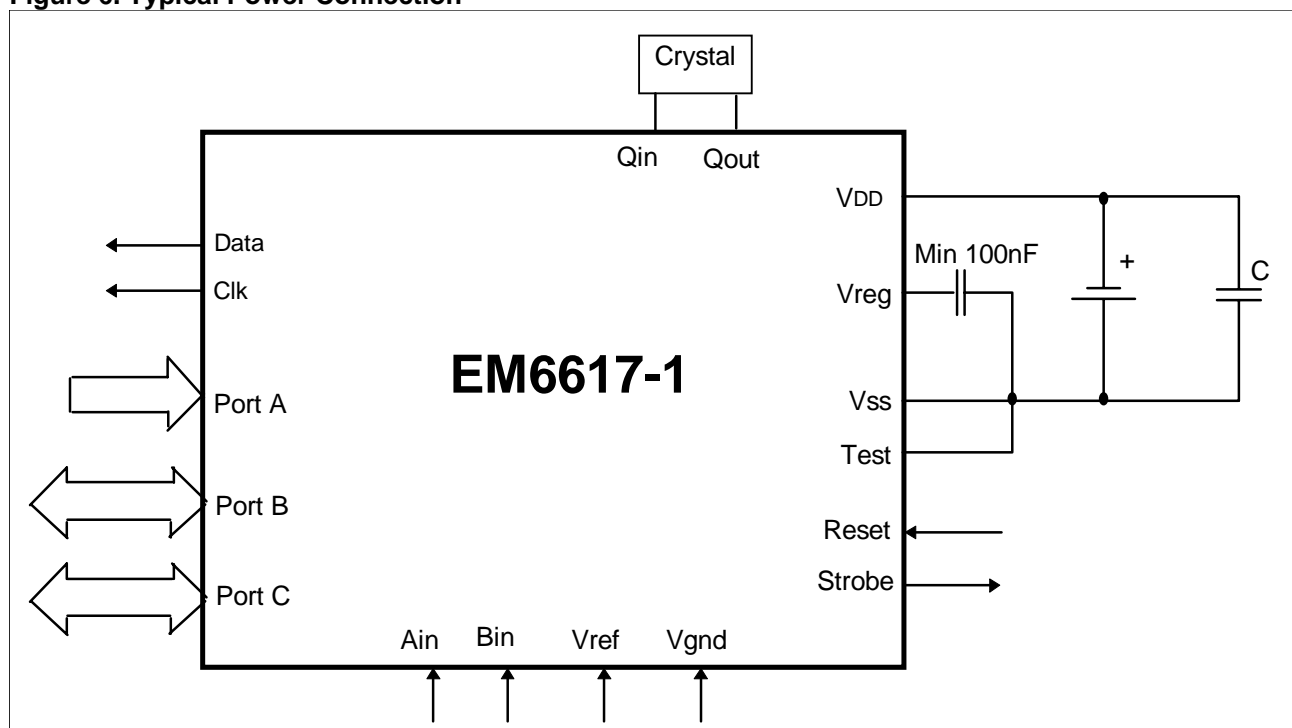 Figure 3. Typical Power Connection
Crystal
Qin
Qout
VDD
Data
Min 100nF
+
C
Clk
Vreg
EM6617-1
Port A
Vss
Test
Port B
Reset
Strobe
Port C
Ain
Bin
Vref
Vgnd